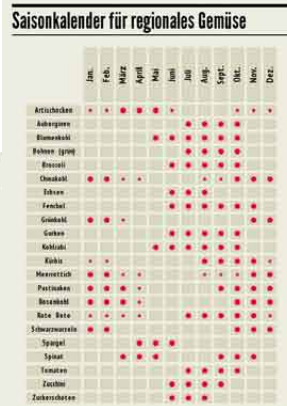 Saisonkalender für regionales Gemüse
Jan. Feb. März April Mai Juni Juli Aug. Sept. Okt. Nov. Dez.
Artischocken
Auberginen
Blumenkohl
Bohnen (grün)
Broccoli
Chinakohl
Erbsen
Fenchel
Grünkohl
Gurken
Kohlrabi
Kürbis
Meerrettich
Pastinaken
Rosenkohl
Rote Bete
Schwarzwurzeln
Spargel
Spinat
Tomaten
Zucchini
Zuckerschoten